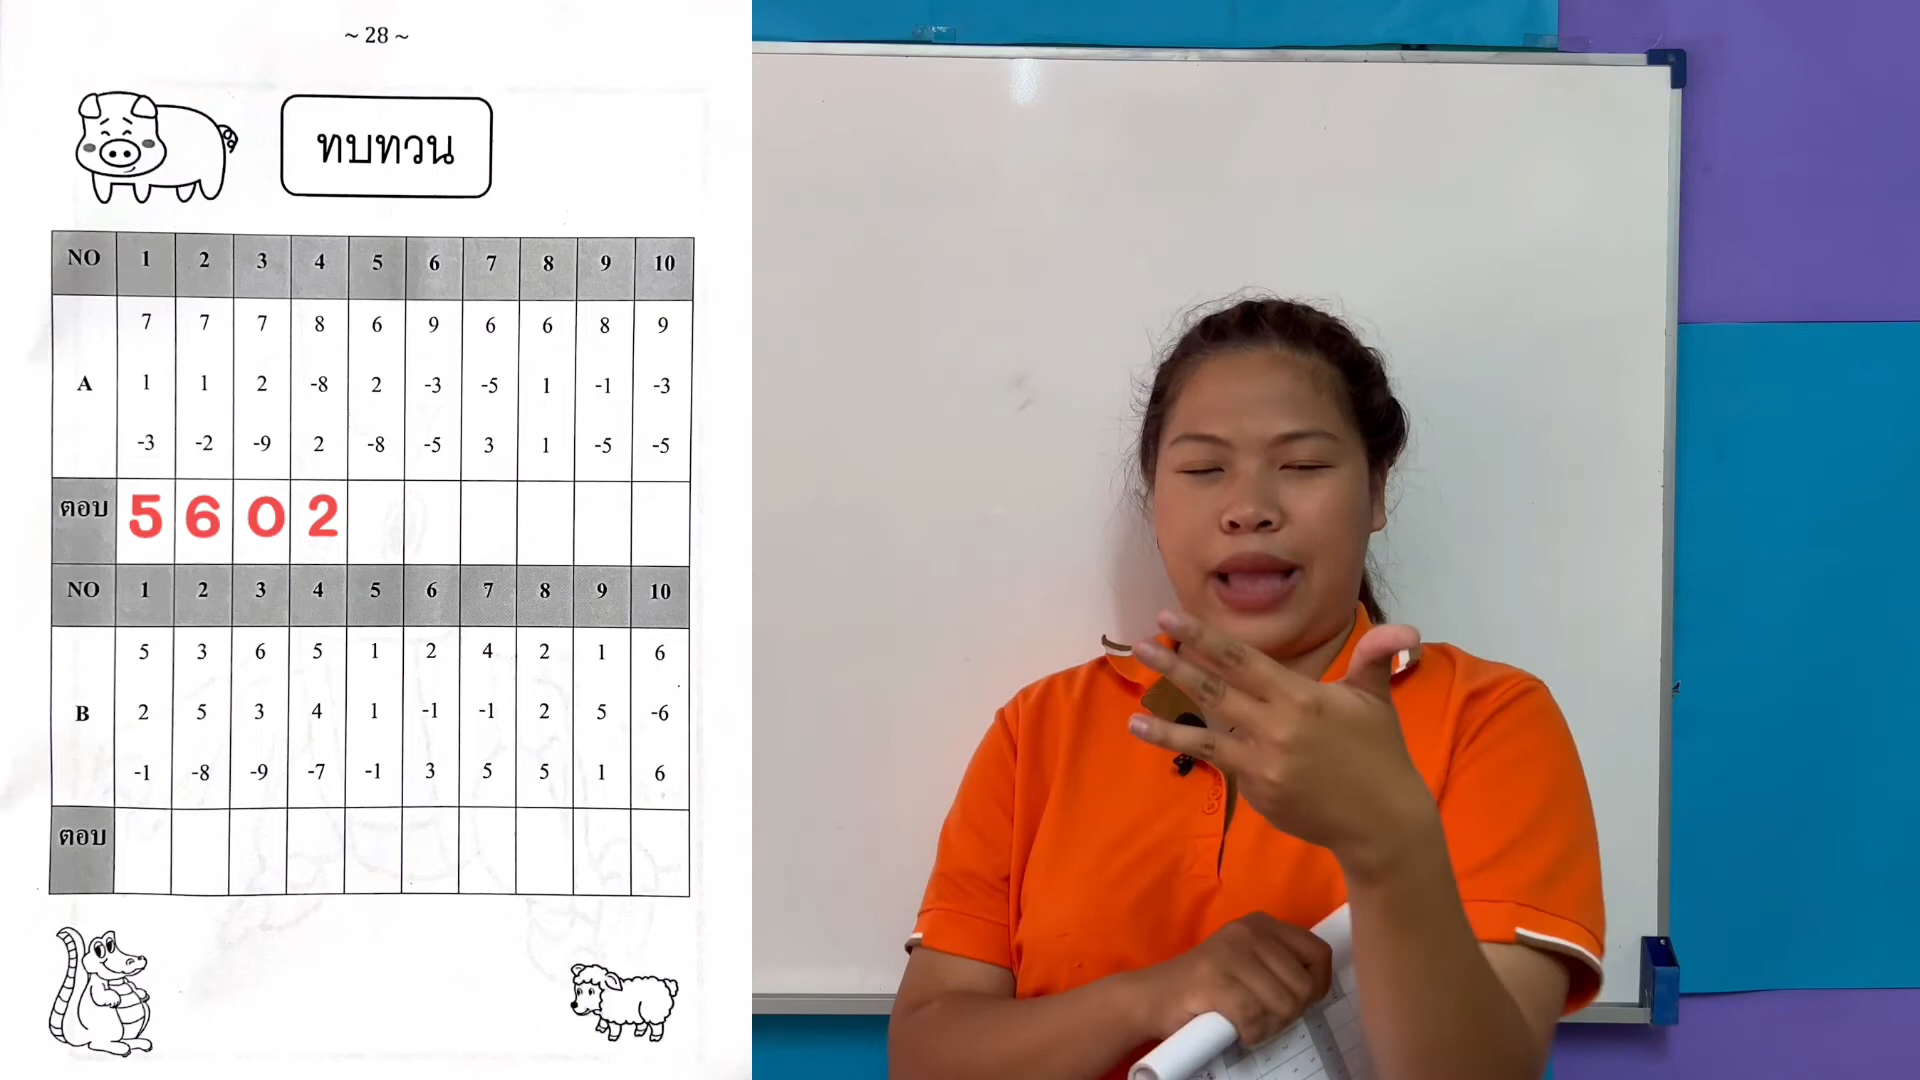 ~ 28 ~
ทบทวน
NO 1 2 3 4 5 6 7 8 9 10
7 7 7 8 6 9 6 6 8 9
A 1 1 2 -8 2 -3 -5 1 -1 -3
-3 -2 -9 2 -8 -5 3 1 -5 -5
ตอบ 5 6 0 2
NO 1 2 3 4 5 6 7 8 9 10
5 3 6 5 1 2 4 2 1 6
B 2 5 3 4 1 -1 -1 2 5 -6
-1 -8 -9 -7 -1 3 5 5 1 6
ตอบ